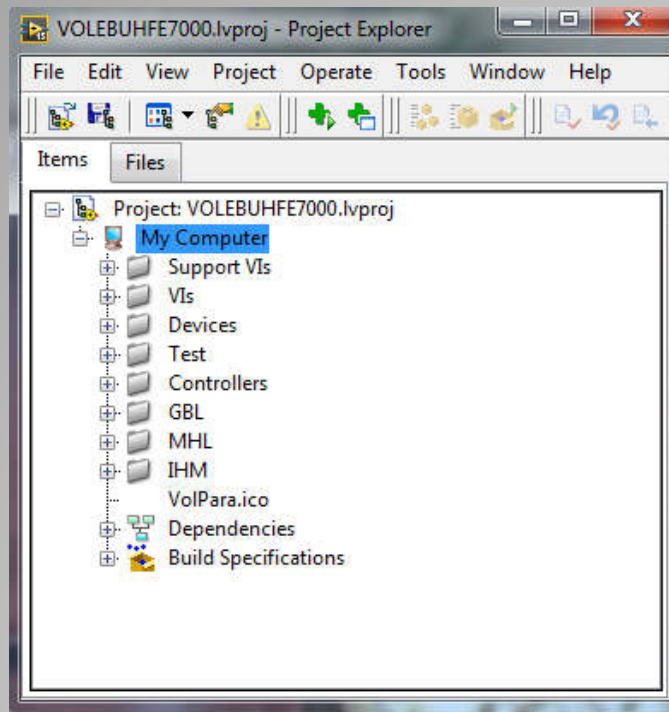 VOLEBUHFE7000.lvproj - Project Explorer
File Edit View Project Operate Tools Window Help
Items Files
Project: VOLEBUHFE7000.lvproj
My Computer
Support VIs
VIs
Devices
Test
Controllers
GBL
MHL
IHM
VolPara.ico
Dependencies
Build Specifications